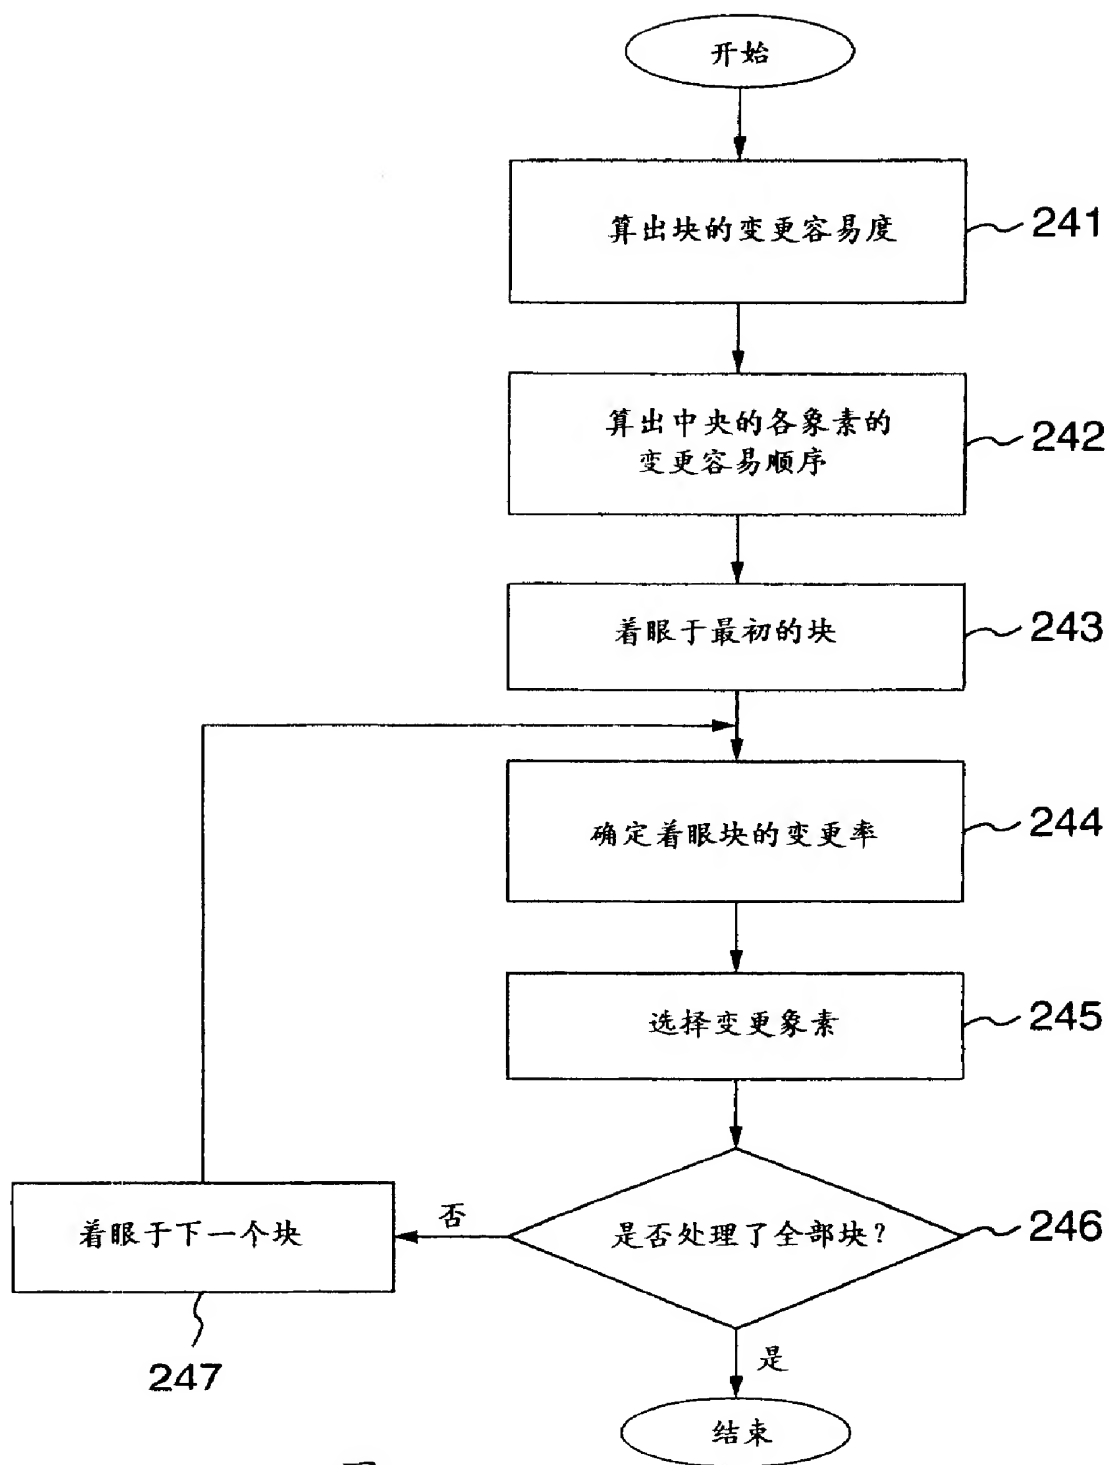 开始
算出块的变更容易度
241
算出中央的各象素的
变更容易顺序
242
着眼于最初的块
243
确定着眼块的变更率
244
选择变更象素
245
是否处理了全部块?
246
否
着眼于下一个块
247
是
结束